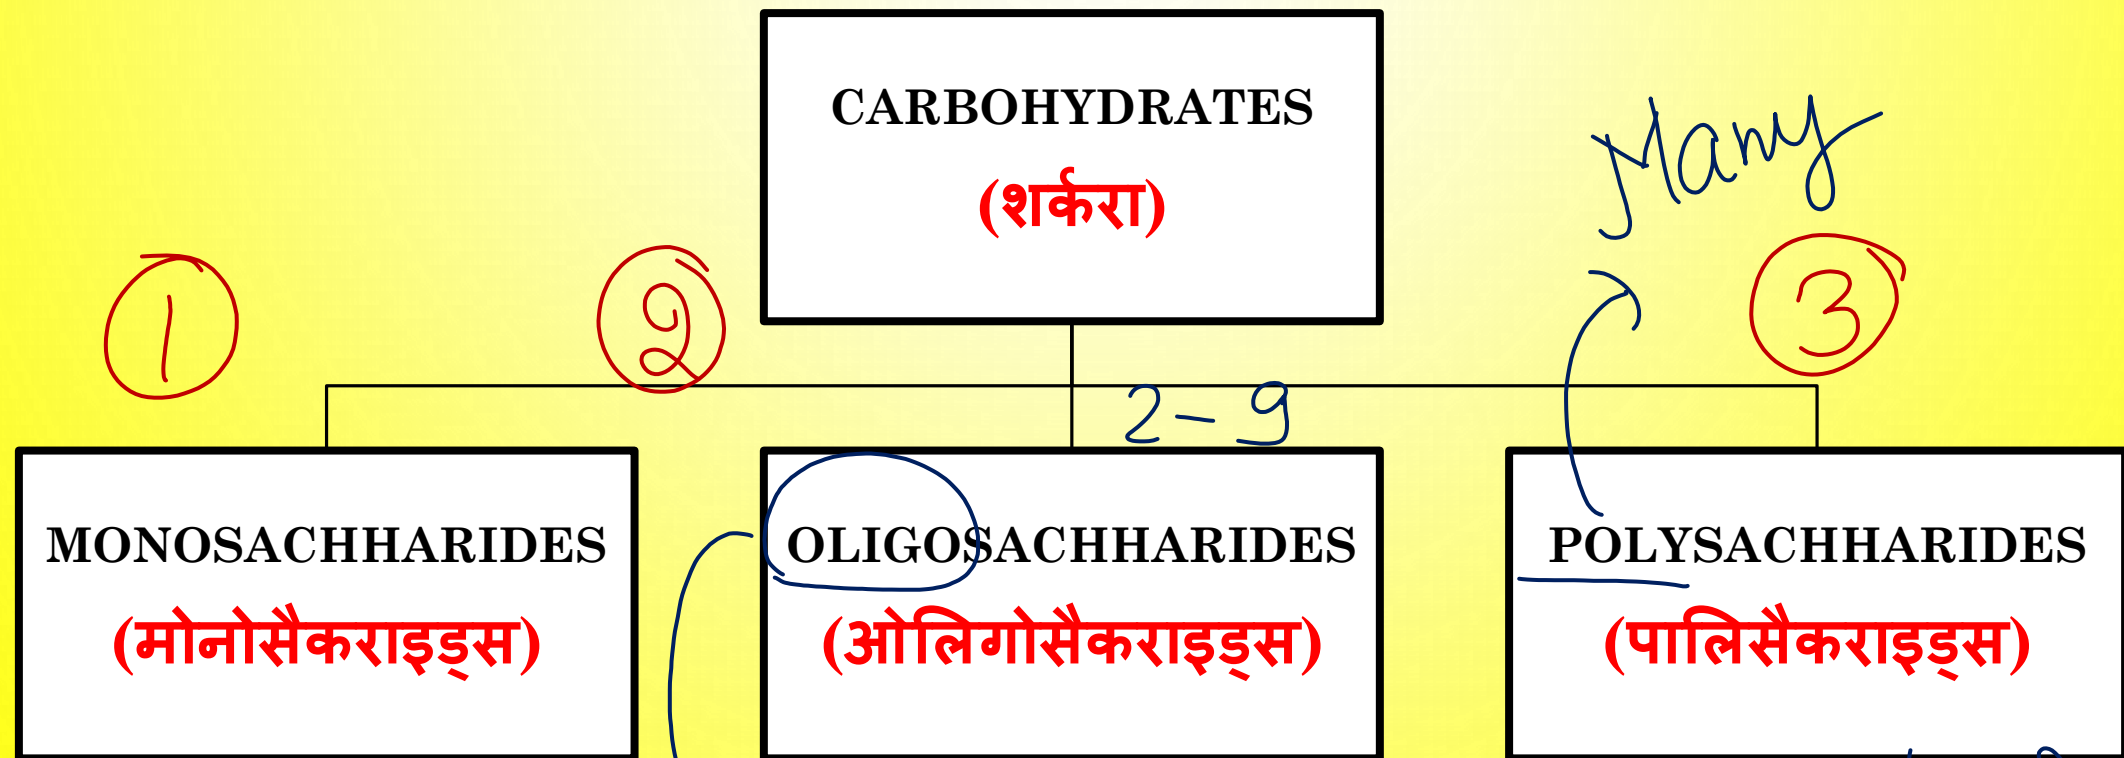 CARBOHYDRATES
(शर्करा)
Many
1
2
3
2-9
MONOSACHHARIDES
(मोनोसैकराइड्स)
OLIGOSACHHARIDES
(ओलिगोसैकराइड्स)
POLYSACHHARIDES
(पालिसैकराइड्स)